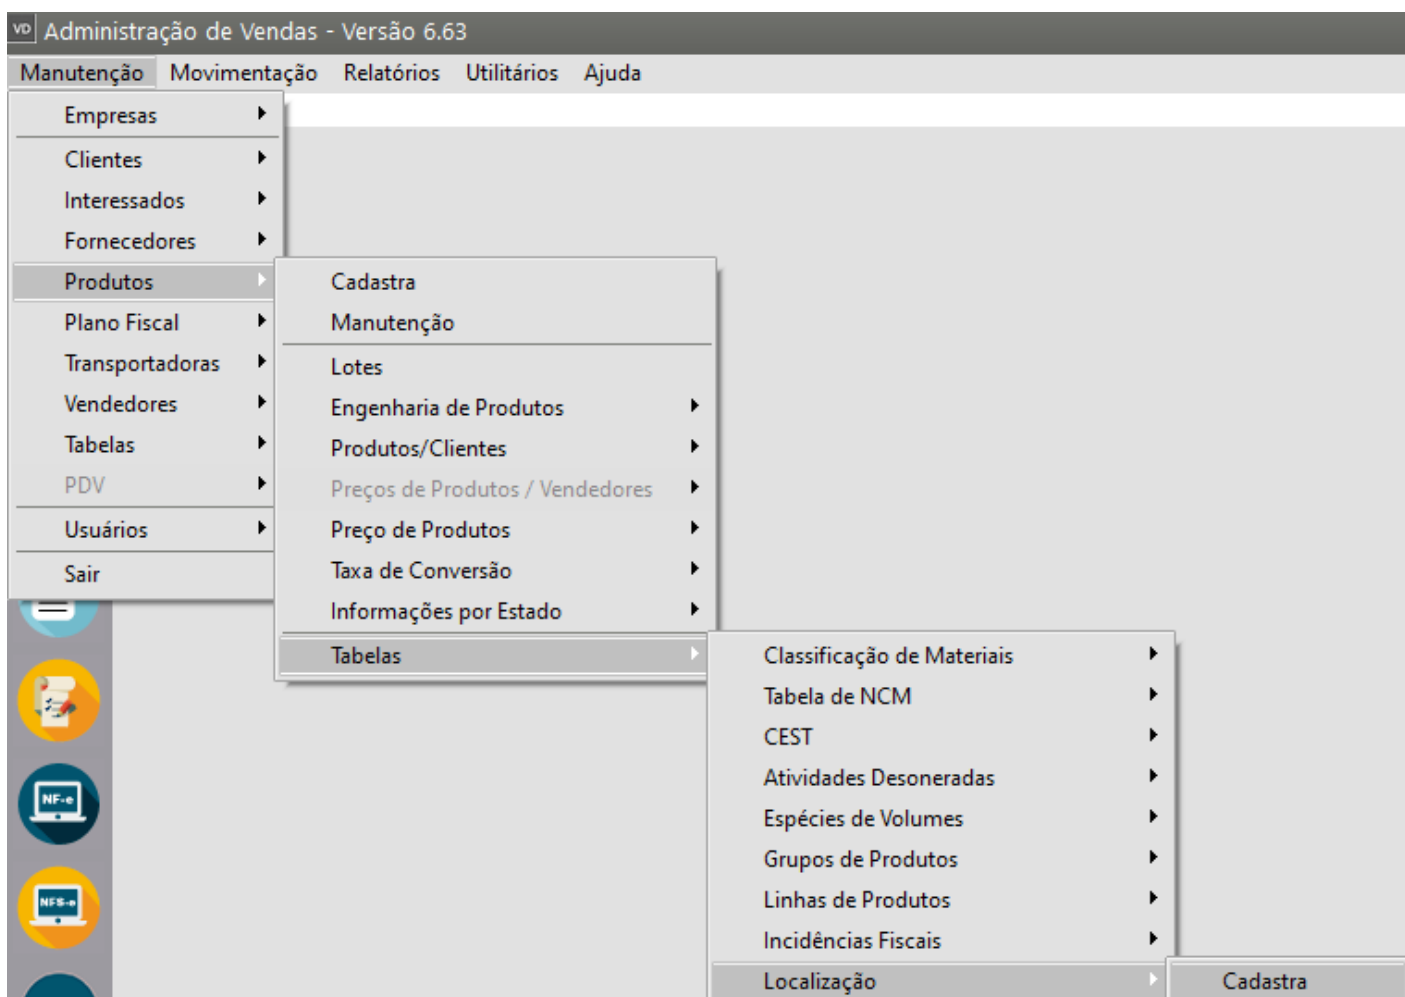 VD Administração de Vendas - Versão 6.63
Manutenção Movimentação Relatórios Utilitários Ajuda
Empresas
Clientes
Interessados
Fornecedores
Produtos
Plano Fiscal
Transportadoras
Vendedores
Tabelas
PDV
Usuários
Sair
Cadastra
Manutenção
Lotes
Engenharia de Produtos
Produtos/Clientes
Preços de Produtos / Vendedores
Preço de Produtos
Taxa de Conversão
Informações por Estado
Tabelas
Classificação de Materiais
Tabela de NCM
CEST
Atividades Desoneradas
Espécies de Volumes
Grupos de Produtos
Linhas de Produtos
Incidências Fiscais
Localização
Cadastra
NF-e
NFS-e